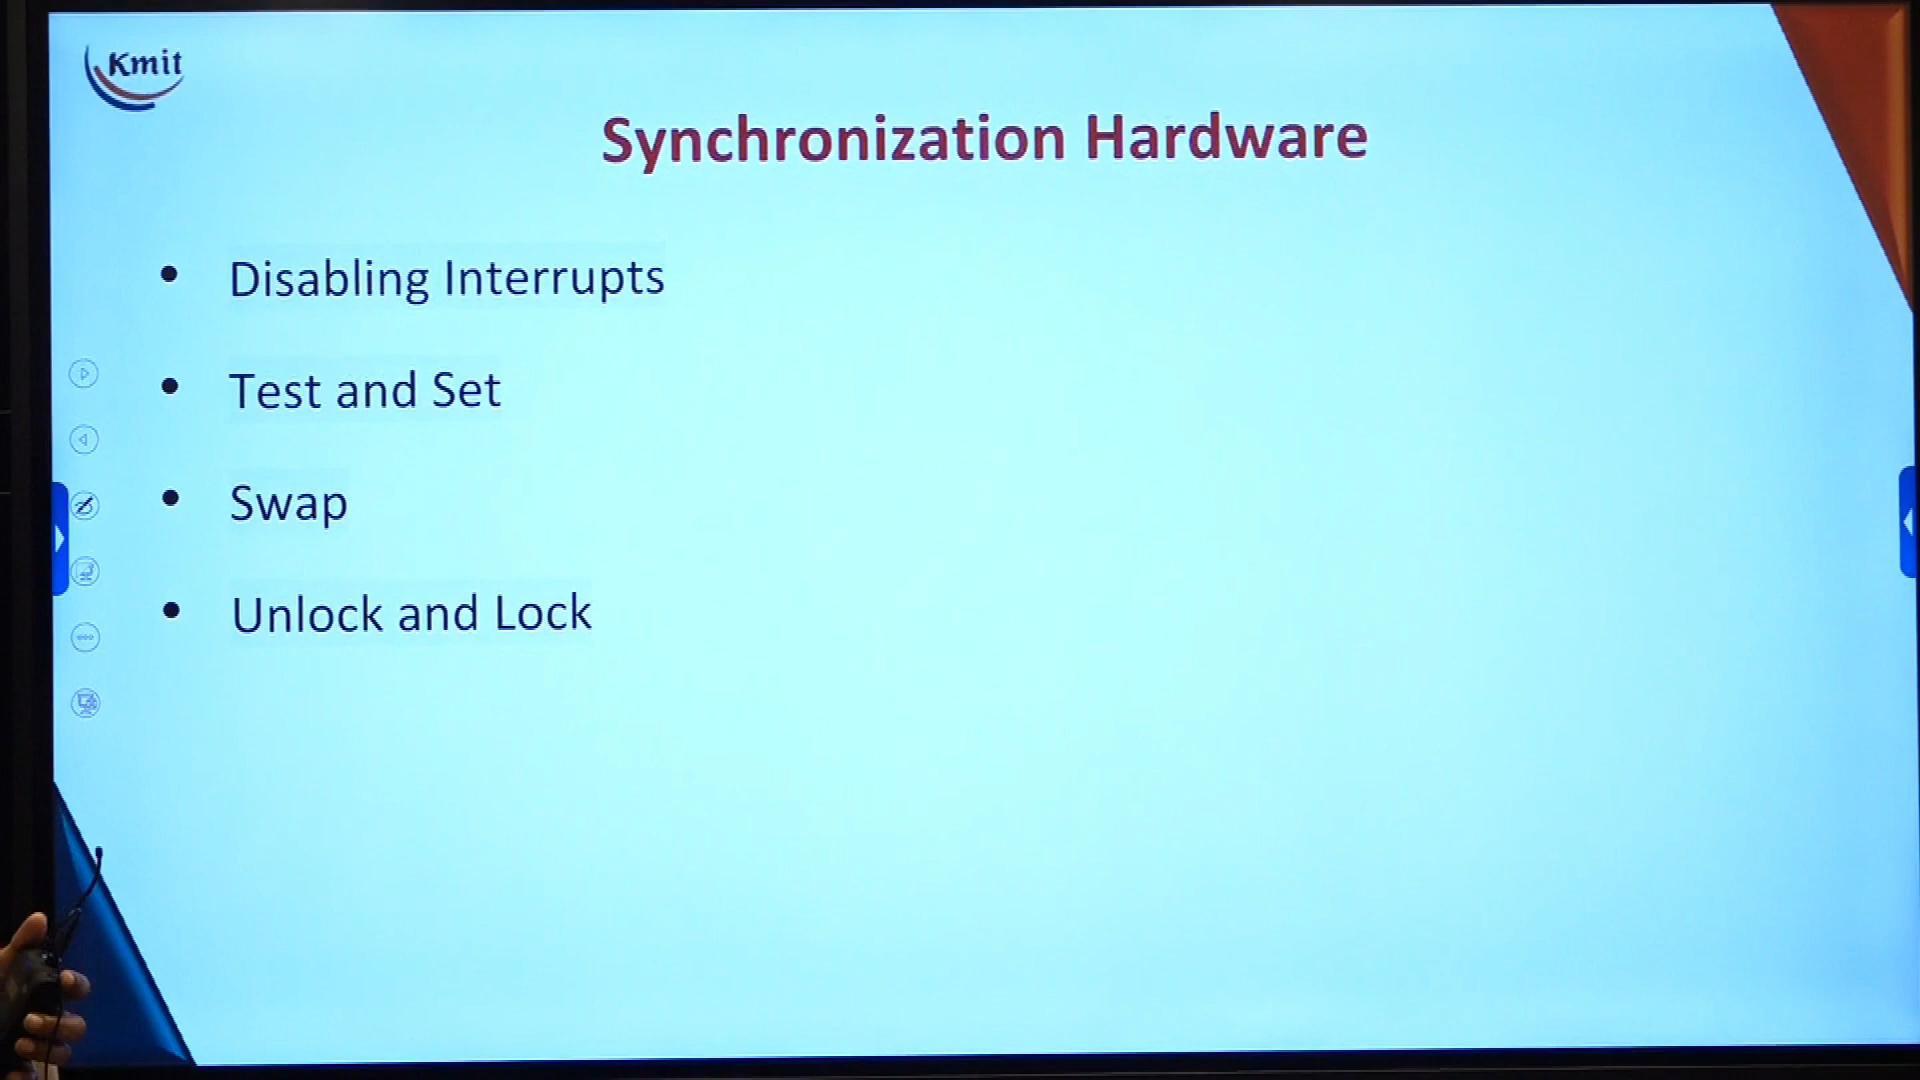 Kmit
Synchronization Hardware
• Disabling Interrupts
• Test and Set
• Swap
• Unlock and Lock